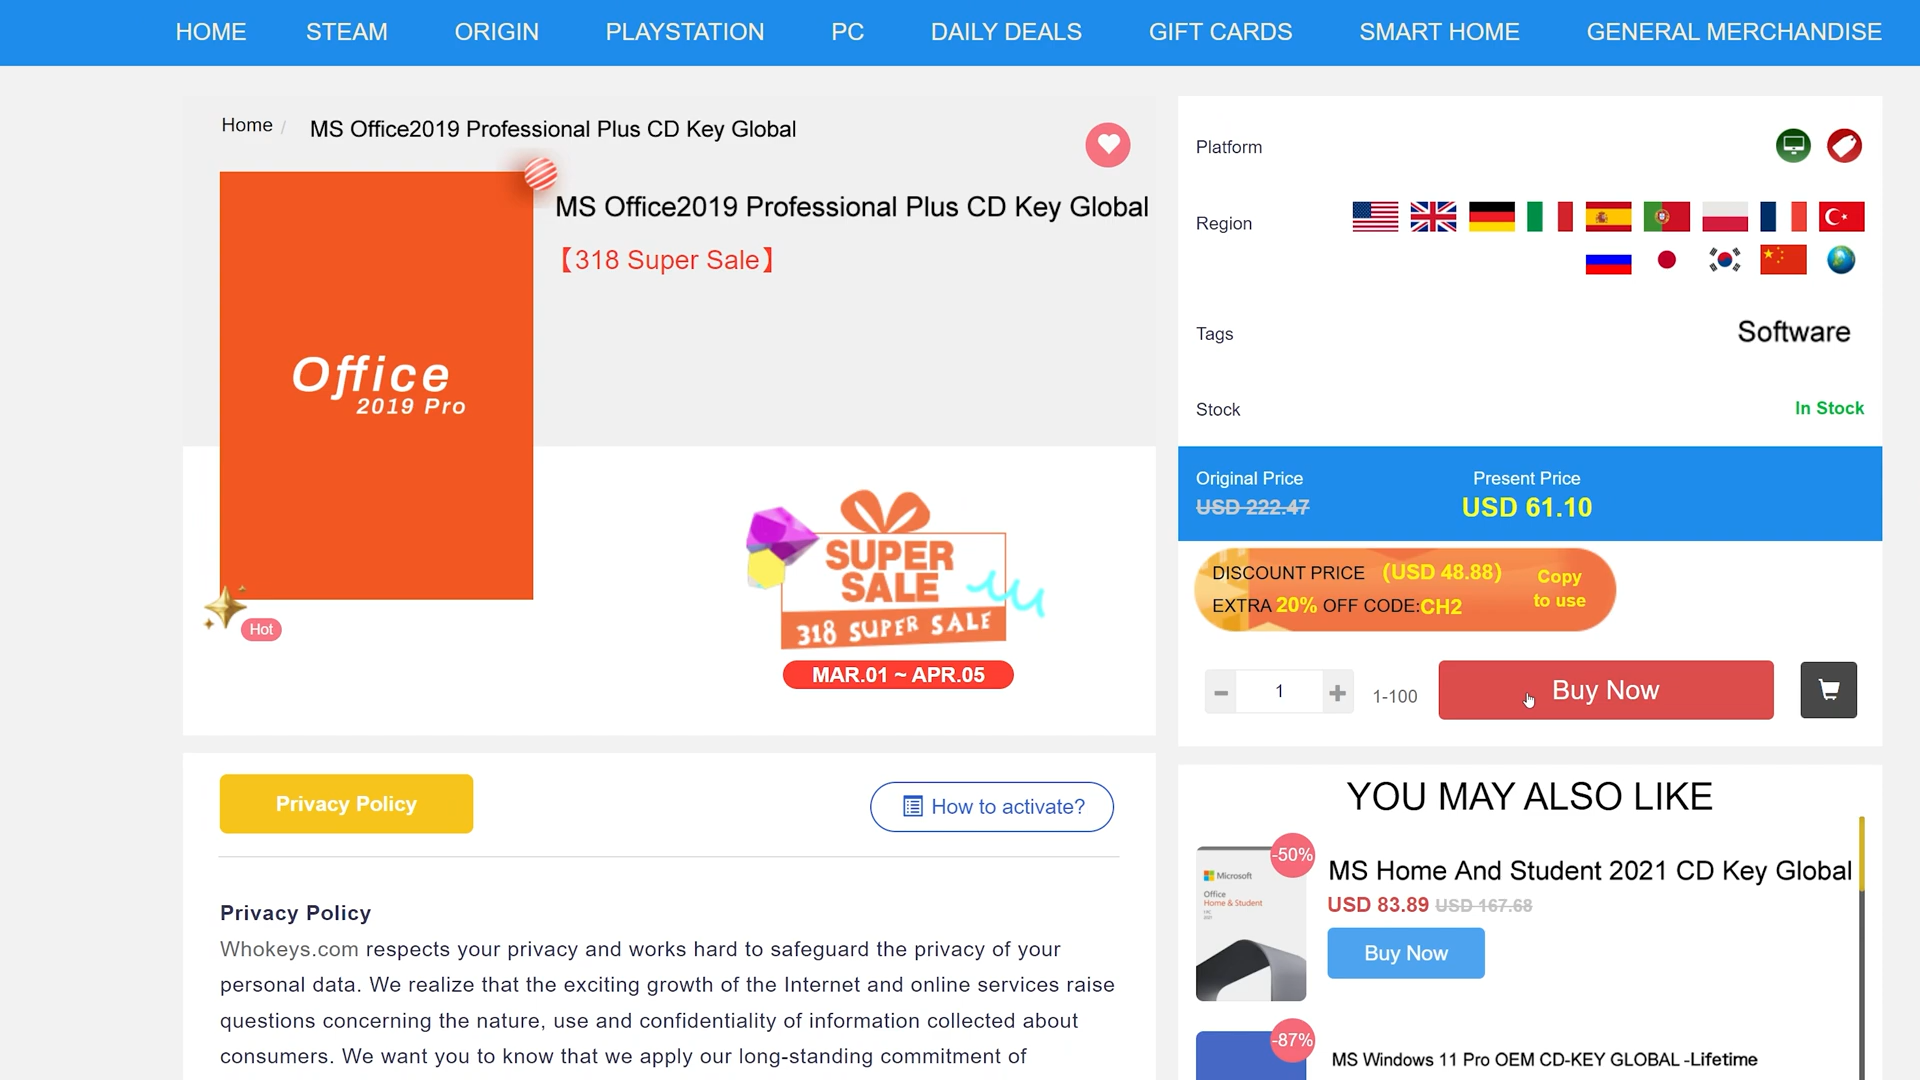 HOME STEAM ORIGIN PLAYSTATION PC DAILY DEALS GIFT CARDS SMART HOME GENERAL MERCHANDISE
Home / MS Office2019 Professional Plus CD Key Global
MS Office2019 Professional Plus CD Key Global
【318 Super Sale】
Office
2019 Pro
Hot
SUPER
SALE
318 SUPER SALE
MAR.01 ~ APR.05
Platform
Region
Tags
Software
Stock
In Stock
Original Price
Present Price
USD 222.47
USD 61.10
DISCOUNT PRICE (USD 48.88)
EXTRA 20% OFF CODE:CH2
Copy
to use
1
1-100
Buy Now
Privacy Policy
How to activate?
Privacy Policy
Whokeys.com respects your privacy and works hard to safeguard the privacy of your
personal data. We realize that the exciting growth of the Internet and online services raise
questions concerning the nature, use and confidentiality of information collected about
consumers. We want you to know that we apply our long-standing commitment of
YOU MAY ALSO LIKE
-50%
Microsoft
Office
Home & Student
2021
MS Home And Student 2021 CD Key Global
USD 83.89 USD 167.68
Buy Now
-87%
MS Windows 11 Pro OEM CD-KEY GLOBAL -Lifetime